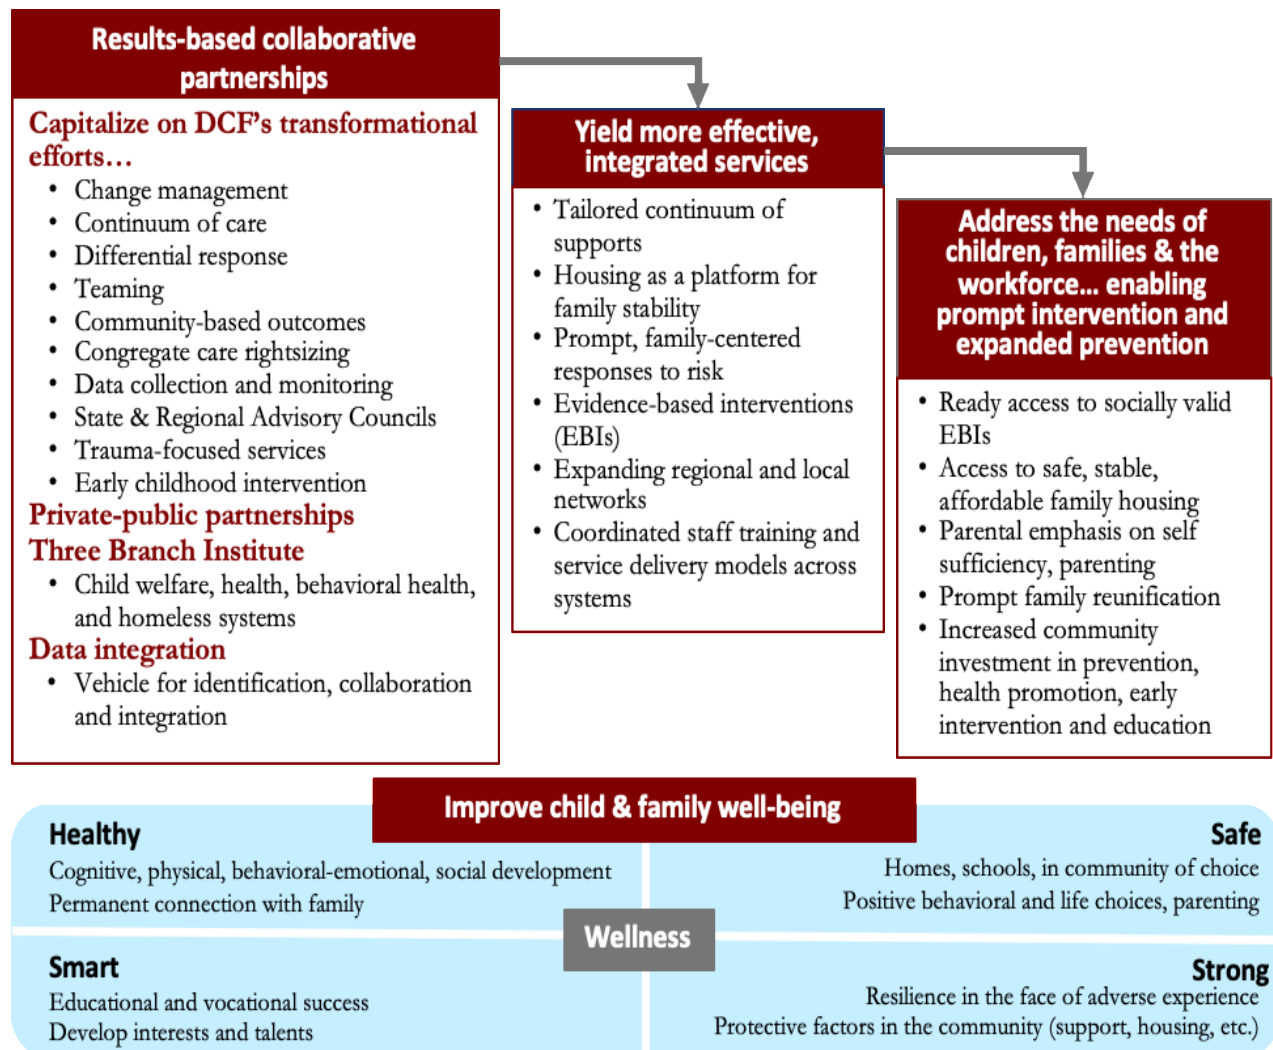 Results-based collaborative
partnerships
Capitalize on DCF's transformational
efforts…
• Change management
• Continuum of care
• Differential response
• Teaming
• Community-based outcomes
• Congregate care rightsizing
• Data collection and monitoring
• State & Regional Advisory Councils
• Trauma-focused services
• Early childhood intervention
Private-public partnerships
Three Branch Institute
• Child welfare, health, behavioral health,
and homeless systems
Data integration
• Vehicle for identification, collaboration
and integration
Yield more effective,
integrated services
• Tailored continuum of
supports
• Housing as a platform for
family stability
• Prompt, family-centered
responses to risk
• Evidence-based interventions
(EBIs)
• Expanding regional and local
networks
• Coordinated staff training and
service delivery models across
systems
Address the needs of
children, families & the
workforce… enabling
prompt intervention and
expanded prevention
• Ready access to socially valid
EBIs
• Access to safe, stable,
affordable family housing
• Parental emphasis on self
sufficiency, parenting
• Prompt family reunification
• Increased community
investment in prevention,
health promotion, early
intervention and education
Improve child & family well-being
Healthy
Cognitive, physical, behavioral-emotional, social development
Permanent connection with family
Safe
Homes, schools, in community of choice
Positive behavioral and life choices, parenting
Wellness
Smart
Educational and vocational success
Develop interests and talents
Strong
Resilience in the face of adverse experience
Protective factors in the community (support, housing, etc.)